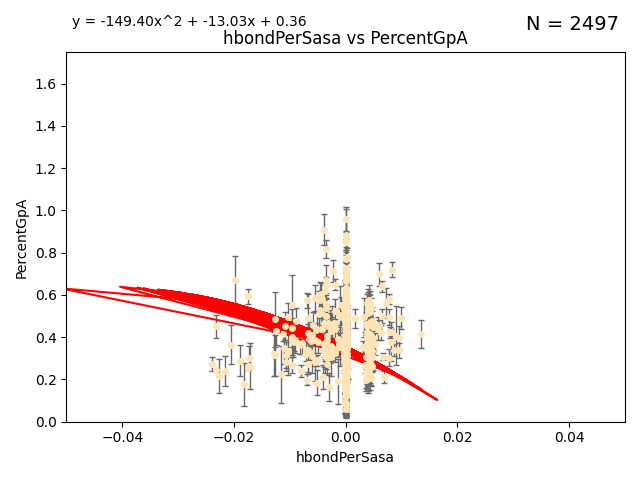 y = -149.40x^2 + -13.03x + 0.36
N = 2497
hbondPerSasa vs PercentGpA
PercentGpA
1.6
1.4
1.2
1.0
0.8
0.6
0.4
0.2
0.0
−0.04
−0.02
0.00
0.02
0.04
hbondPerSasa